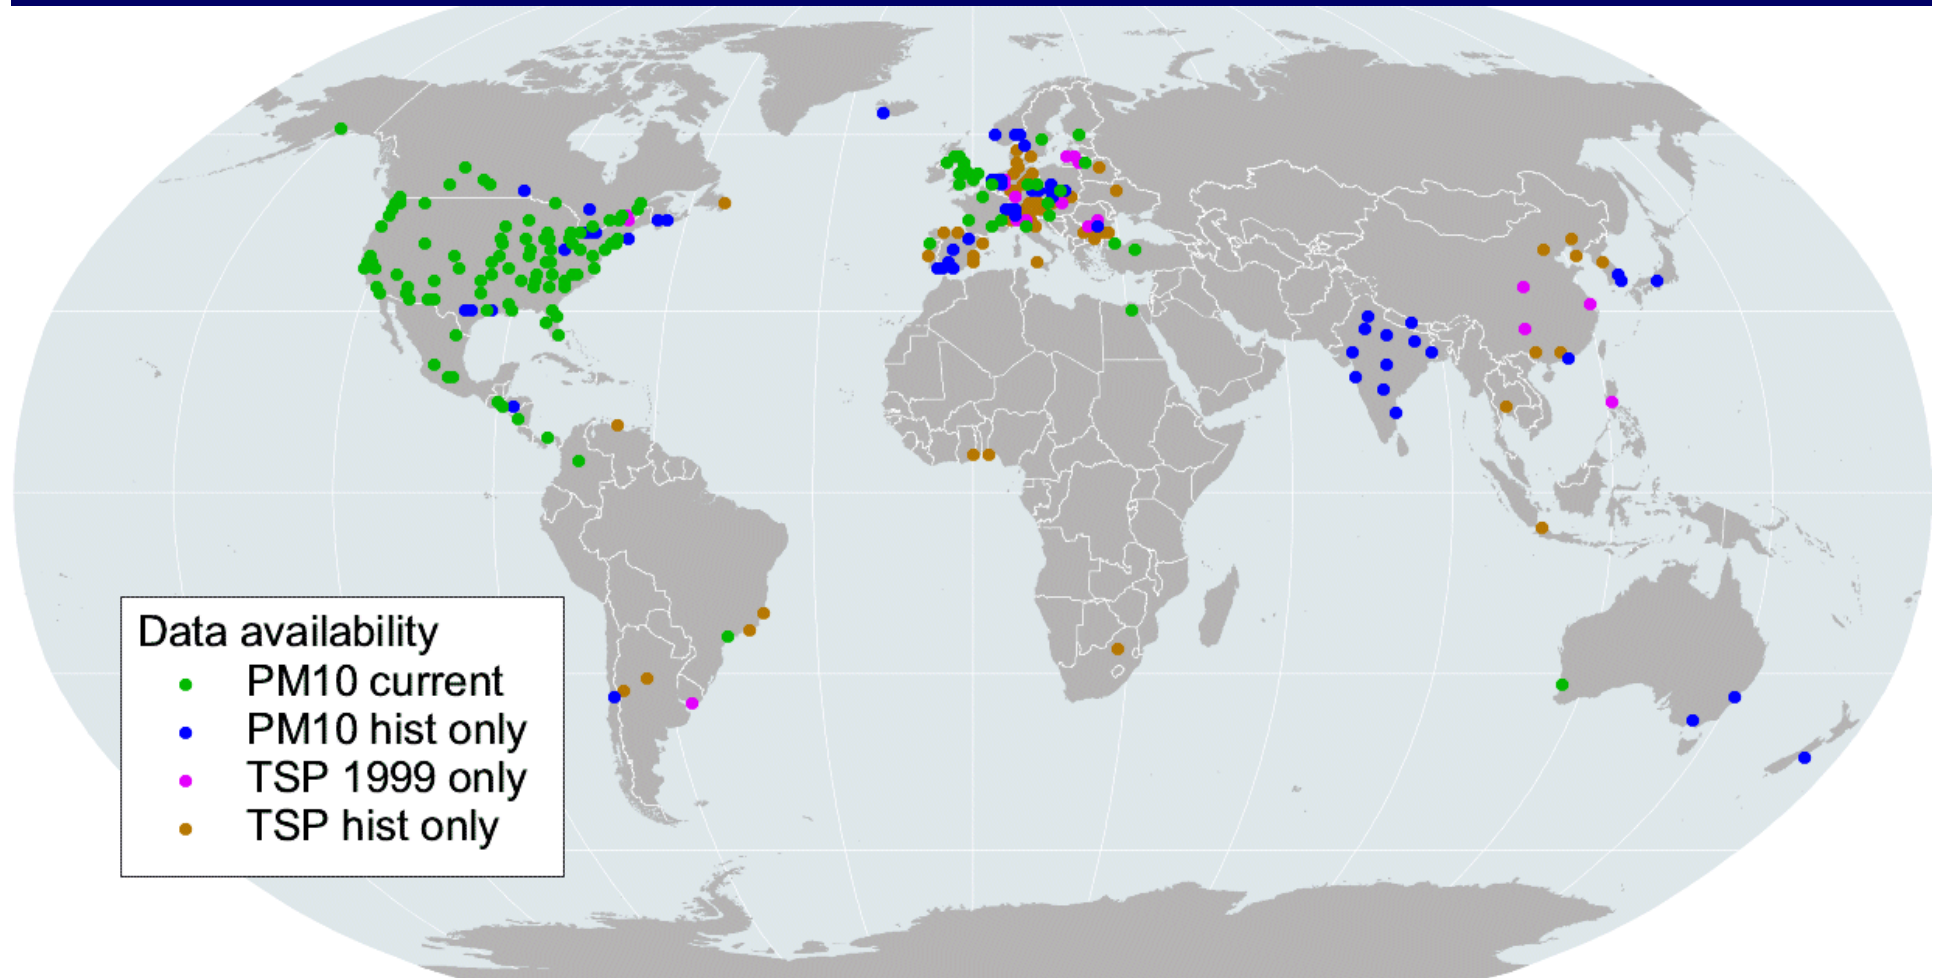 Data availability
PM10 current
PM10 hist only
TSP 1999 only
TSP hist only